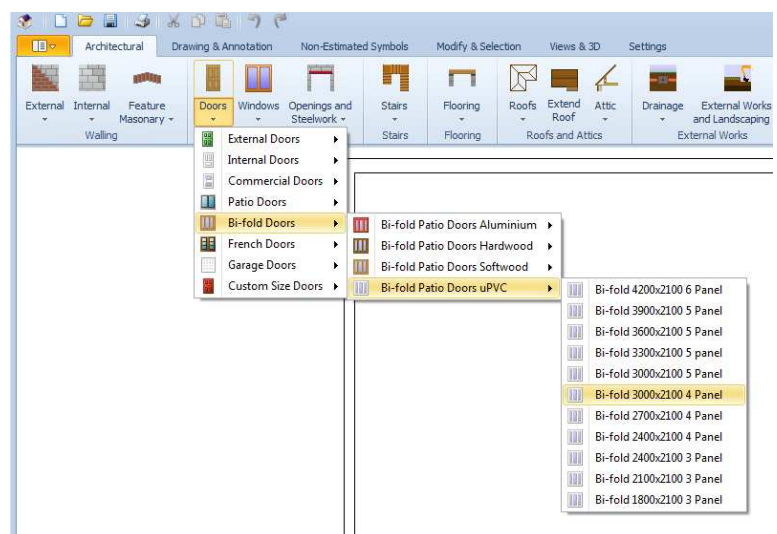 Architectural Drawing & Annotation Non-Estimated Symbols Modify & Selection Views & 3D Settings
External Internal Feature Masonary Doors Windows Openings and Steelwork Stairs Flooring Roofs Extend Roof Attic Drainage External Works and Landscaping
Walling Stairs Flooring Roofs and Attics External Works
External Doors
Internal Doors
Commercial Doors
Patio Doors
Bi-fold Doors
French Doors
Garage Doors
Custom Size Doors
Bi-fold Patio Doors Aluminium
Bi-fold Patio Doors Hardwood
Bi-fold Patio Doors Softwood
Bi-fold Patio Doors uPVC
Bi-fold 4200x2100 6 Panel
Bi-fold 3900x2100 5 Panel
Bi-fold 3600x2100 5 Panel
Bi-fold 3300x2100 5 panel
Bi-fold 3000x2100 5 Panel
Bi-fold 3000x2100 4 Panel
Bi-fold 2700x2100 4 Panel
Bi-fold 2400x2100 4 Panel
Bi-fold 2400x2100 3 Panel
Bi-fold 2100x2100 3 Panel
Bi-fold 1800x2100 3 Panel